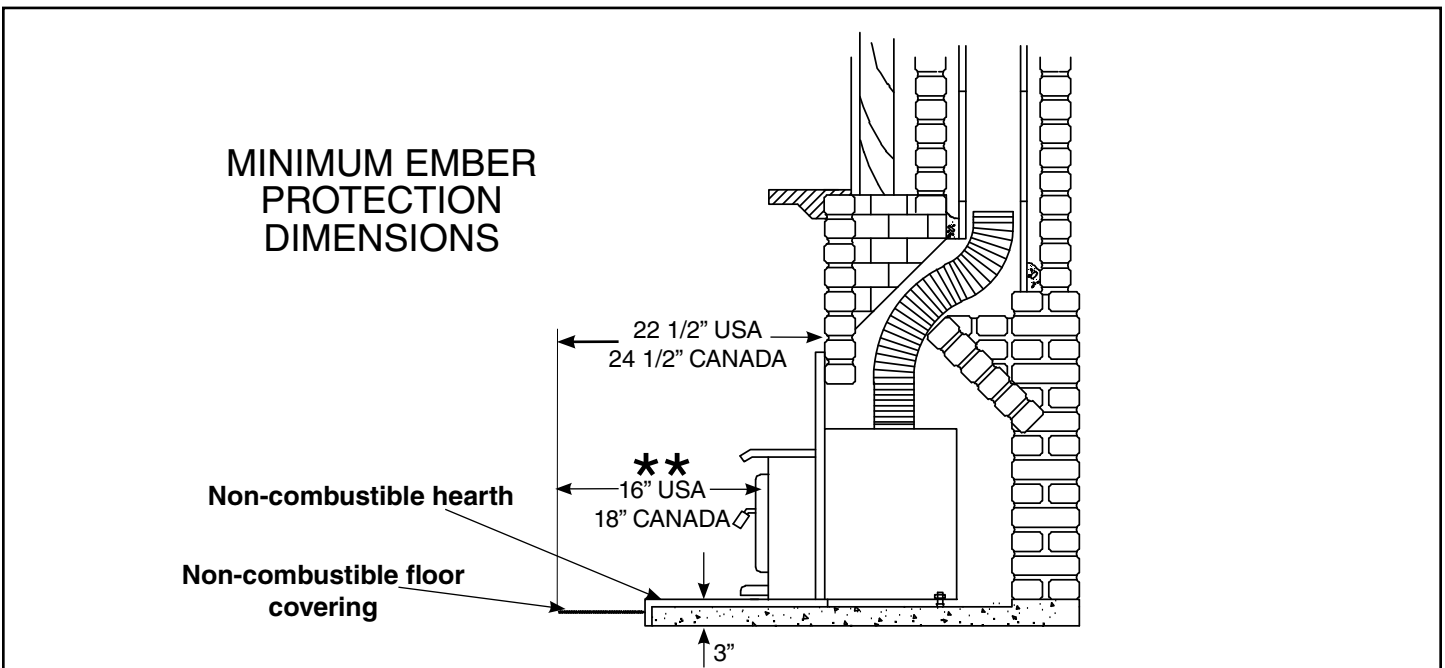 MINIMUM EMBER
PROTECTION
DIMENSIONS
22 1/2” USA
24 1/2” CANADA
**
16” USA
18” CANADA
Non-combustible hearth
Non-combustible floor
covering
3”